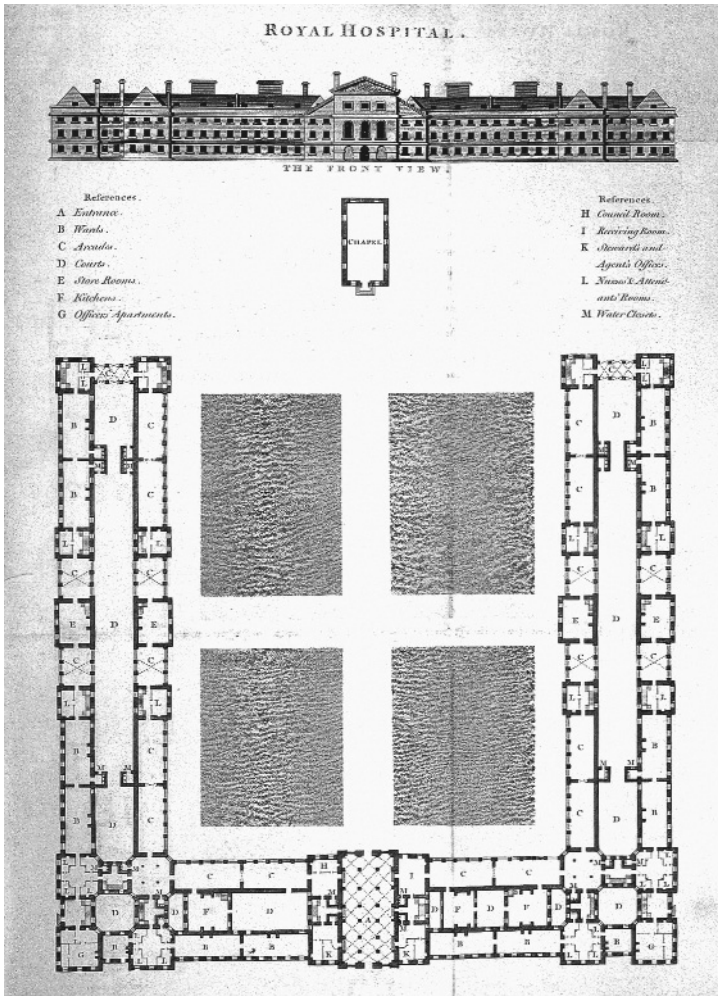 ROYAL HOSPITAL.
THE FRONT VIEW.
References.
A Entrance.
B Wards.
C Arcades.
D Courts.
E Store Rooms.
F Kitchens.
G Officers' Apartments.
CHAPEL
References.
H Council Room.
I Receiving Room.
K Steward's and
Agent's Offices.
L Nurses' & Attend-
ants' Rooms.
M Water Closets.
L C L
L
C L
L
B D C C D B
M M M M
B C C B
L L L L
C C C C
E D E E D E
C C C C
L L L L
B C C B
M M M M
B D C C D B
M M M M
H I
C C C C
M M
D D F D A D F D F D D
M
L B B K K B B L
G B L L L L B G